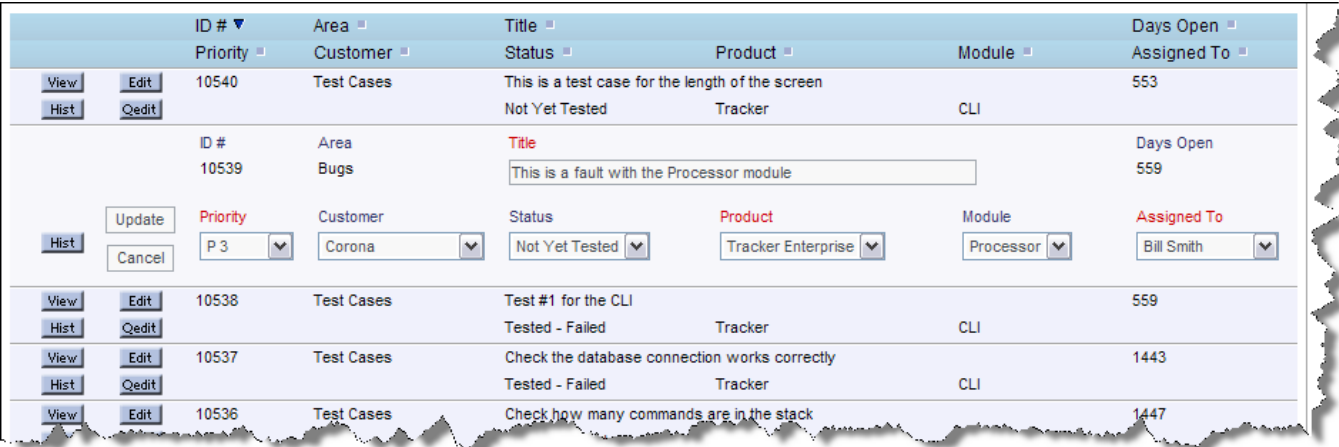 ID # Area Title Days Open
Priority Customer Status Product Module Assigned To
View Edit 10540 Test Cases This is a test case for the length of the screen 553
Hist Qedit Not Yet Tested Tracker CLI
ID # Area Title Days Open
10539 Bugs This is a fault with the Processor module 559
Update Priority Customer Status Product Module Assigned To
Hist P 3 Corona Not Yet Tested Tracker Enterprise Processor Bill Smith
Cancel
View Edit 10538 Test Cases Test #1 for the CLI 559
Hist Qedit Tested - Failed Tracker CLI
View Edit 10537 Test Cases Check the database connection works correctly 1443
Hist Qedit Tested - Failed Tracker CLI
View Edit 10536 Test Cases Check how many commands are in the stack 1447